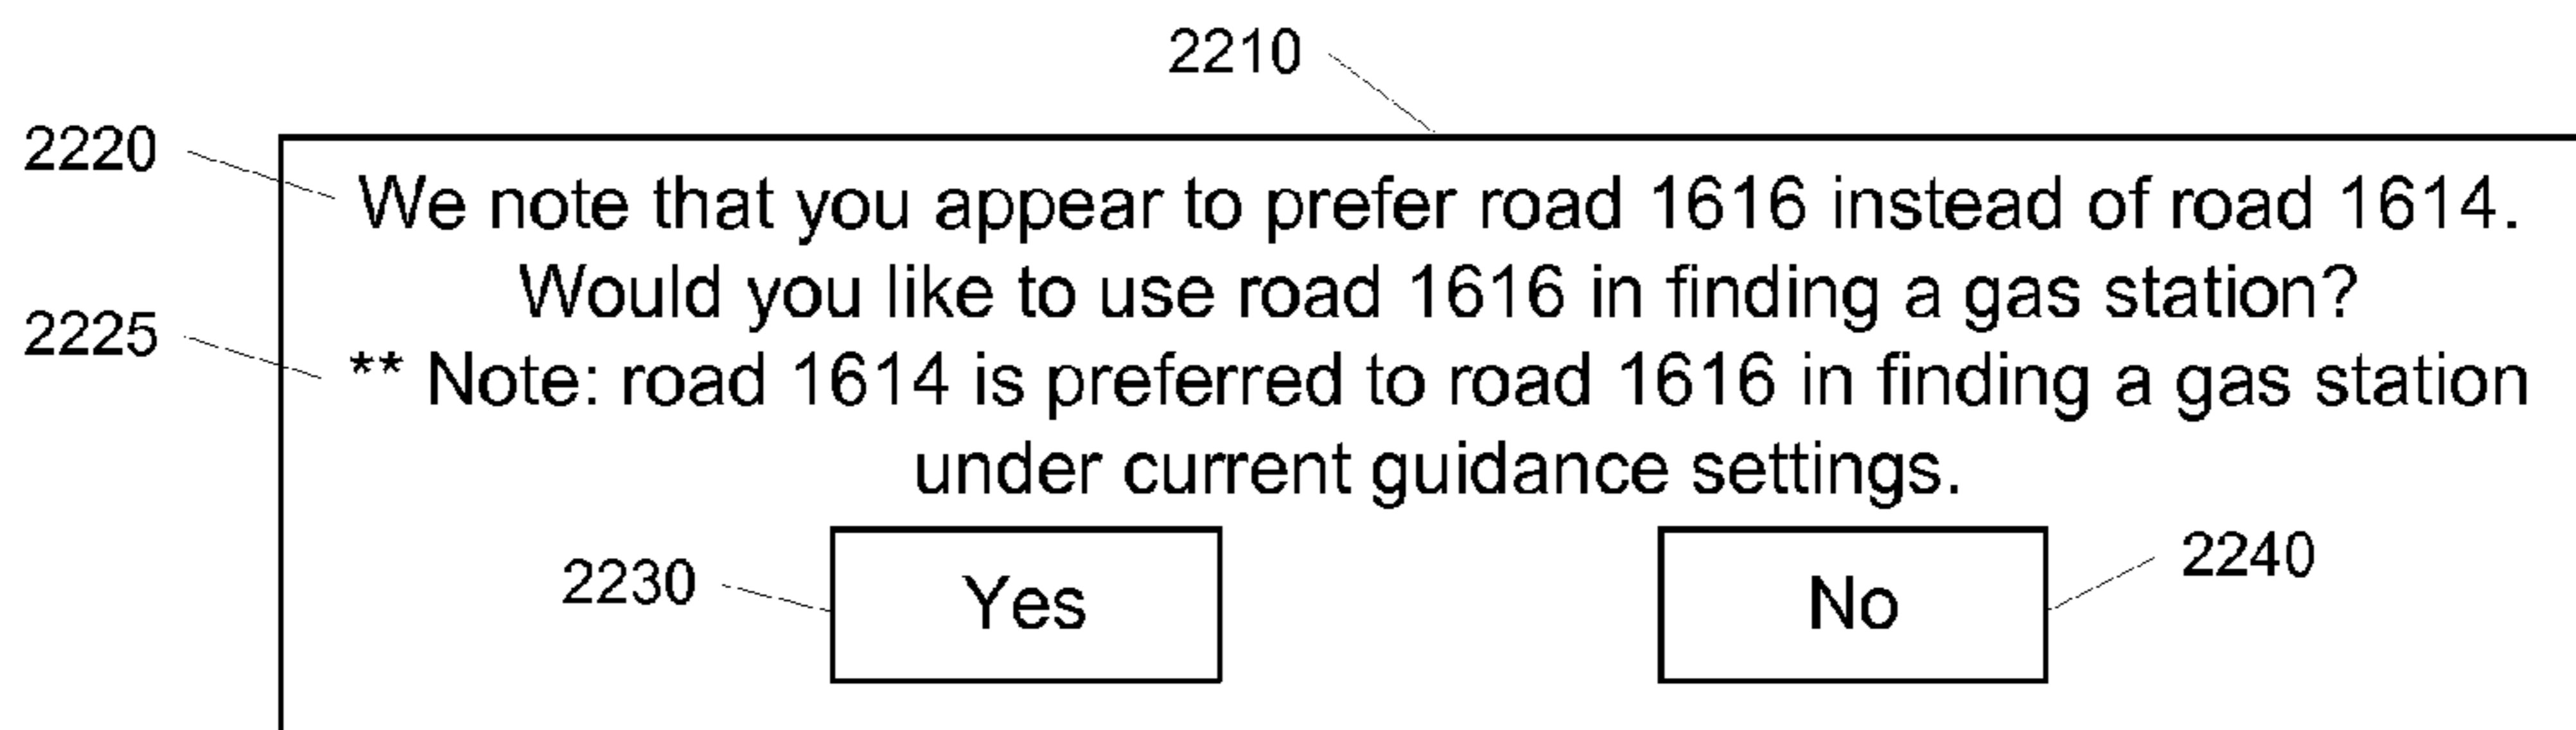 2210
2220
We note that you appear to prefer road 1616 instead of road 1614.
Would you like to use road 1616 in finding a gas station?
2225
** Note: road 1614 is preferred to road 1616 in finding a gas station
under current guidance settings.
2230
Yes
No
2240